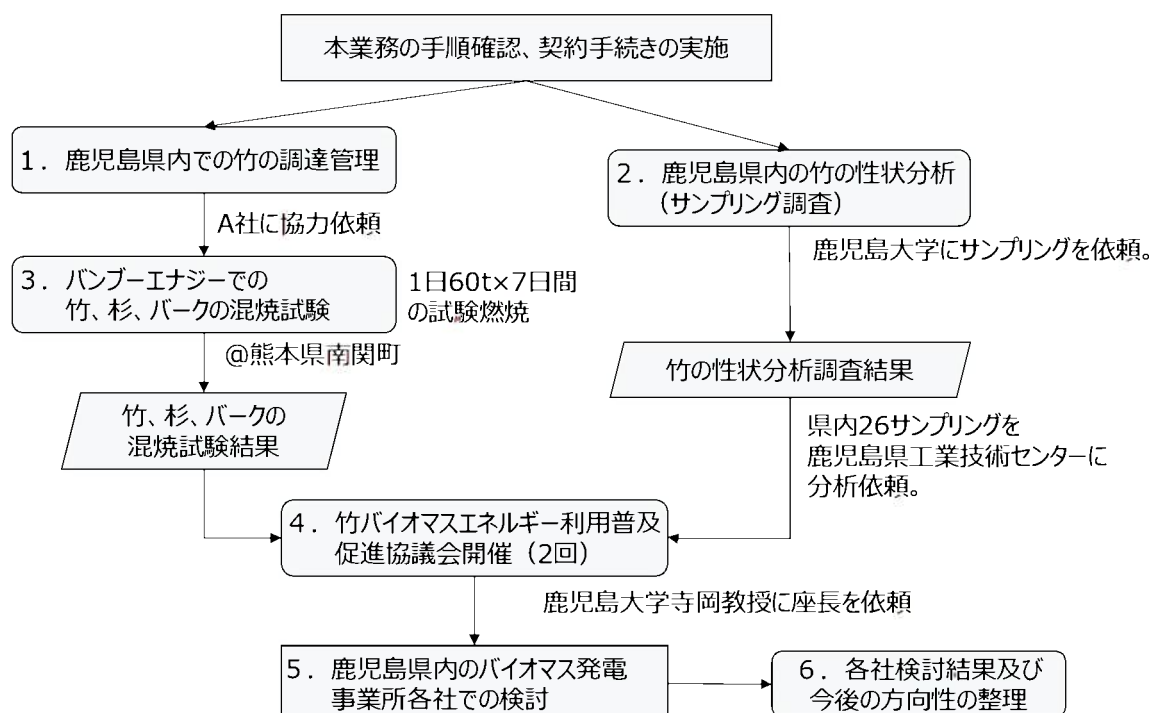 本業務の手順確認、契約手続きの実施
1．鹿児島県内での竹の調達管理
2．鹿児島県内の竹の性状分析
（サンプリング調査）
A社に協力依頼
鹿児島大学にサンプリングを依頼。
3．バンブーエナジーでの
竹、杉、バークの混焼試験
1日60t×7日間
の試験燃焼
@熊本県南関町
竹の性状分析調査結果
竹、杉、バークの
混焼試験結果
県内26サンプリングを
鹿児島県工業技術センターに
分析依頼。
4．竹バイオマスエネルギー利用普及
促進協議会開催（2回）
鹿児島大学寺岡教授に座長を依頼
5．鹿児島県内のバイオマス発電
事業所各社での検討
6．各社検討結果及び
今後の方向性の整理